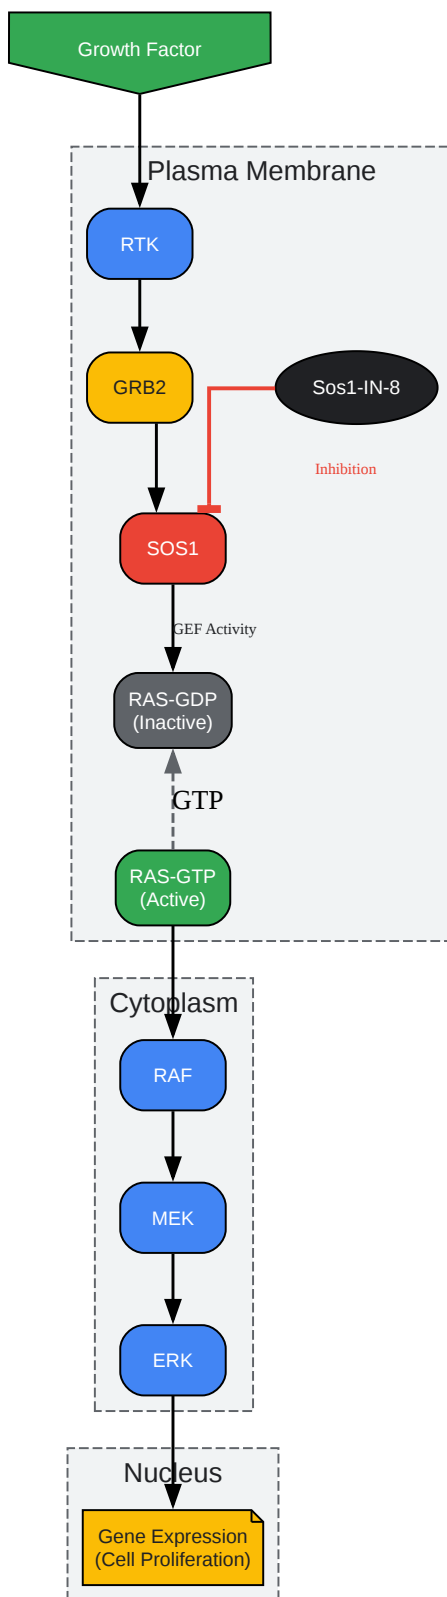 Growth Factor
Plasma Membrane
RTK
GRB2
Sos1-IN-8
Inhibition
SOS1
GEF Activity
RAS-GDP
(Inactive)
GTP
RAS-GTP
(Active)
Cytoplasm
RAF
MEK
ERK
Nucleus
Gene Expression
(Cell Proliferation)